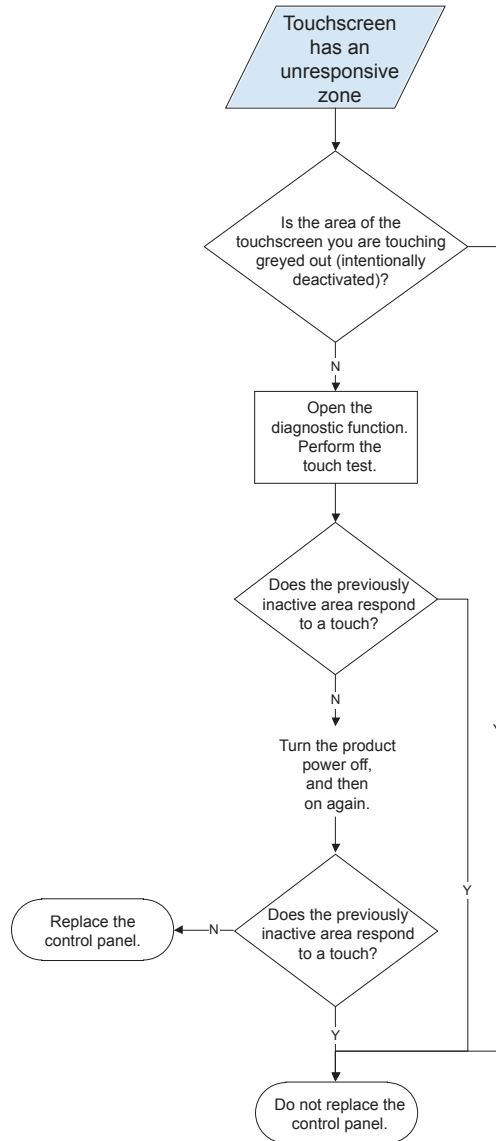 Touchscreen
has an
unresponsive
zone
Is the area of the
touchscreen you are touching
greyed out (intentionally
deactivated)?
N
Open the
diagnostic function.
Perform the
touch test.
Does the previously
inactive area respond
to a touch?
N
Y
Turn the product
power off,
and then
on again.
Y
Replace the
control panel.
N
Does the previously
inactive area respond
to a touch?
Y
Do not replace the
control panel.